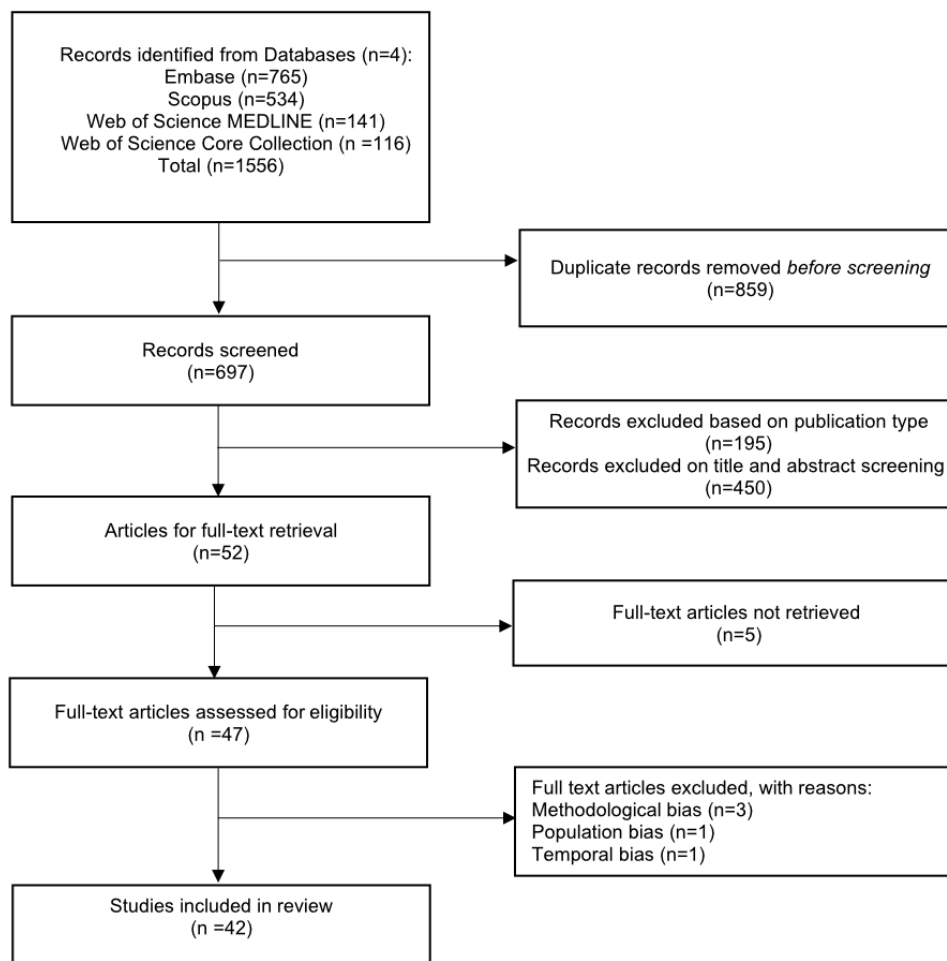 Records identified from Databases (n=4):
Embase (n=765)
Scopus (n=534)
Web of Science MEDLINE (n=141)
Web of Science Core Collection (n =116)
Total (n=1556)
Duplicate records removed before screening
(n=859)
Records screened
(n=697)
Records excluded based on publication type
(n=195)
Records excluded on title and abstract screening
(n=450)
Articles for full-text retrieval
(n=52)
Full-text articles not retrieved
(n=5)
Full-text articles assessed for eligibility
(n =47)
Full text articles excluded, with reasons:
Methodological bias (n=3)
Population bias (n=1)
Temporal bias (n=1)
Studies included in review
(n =42)